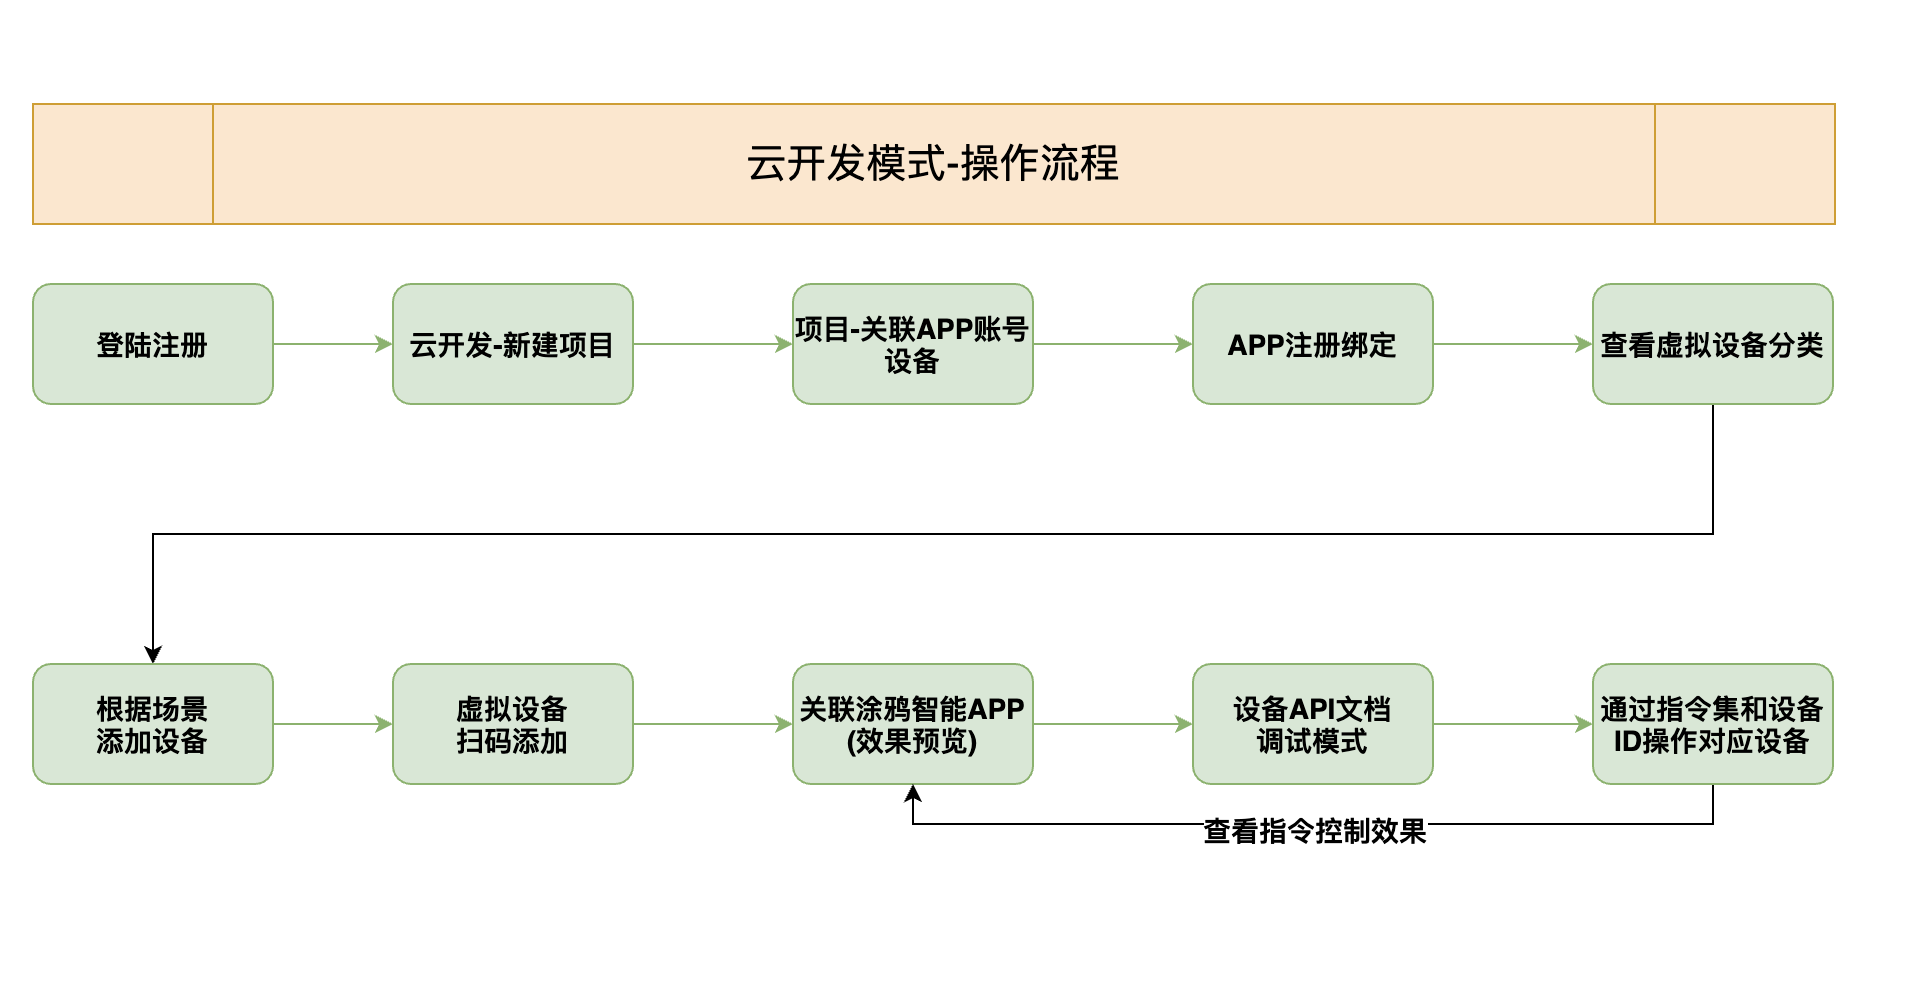 云开发模式-操作流程
登陆注册
云开发-新建项目
项目-关联APP账号
设备
APP注册绑定
查看虚拟设备分类
根据场景
添加设备
虚拟设备
扫码添加
关联涂鸦智能APP
(效果预览)
设备API文档
调试模式
通过指令集和设备
ID操作对应设备
查看指令控制效果